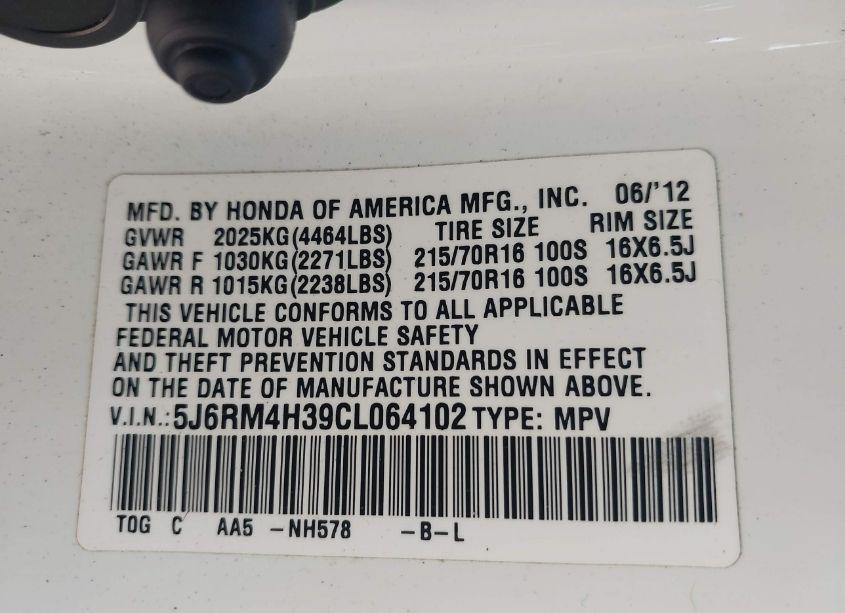 MFD. BY HONDA OF AMERICA MFG., INC. 06/'12
GVWR 2025KG(4464LBS) TIRE SIZE RIM SIZE
GAWR F 1030KG(2271LBS) 215/70R16 100S 16X6.5J
GAWR R 1015KG(2238LBS) 215/70R16 100S 16X6.5J
THIS VEHICLE CONFORMS TO ALL APPLICABLE
FEDERAL MOTOR VEHICLE SAFETY
AND THEFT PREVENTION STANDARDS IN EFFECT
ON THE DATE OF MANUFACTURE SHOWN ABOVE.
V.I.N.:5J6RM4H39CL064102 TYPE: MPV
TOG C AA5 -NH578 -B-L